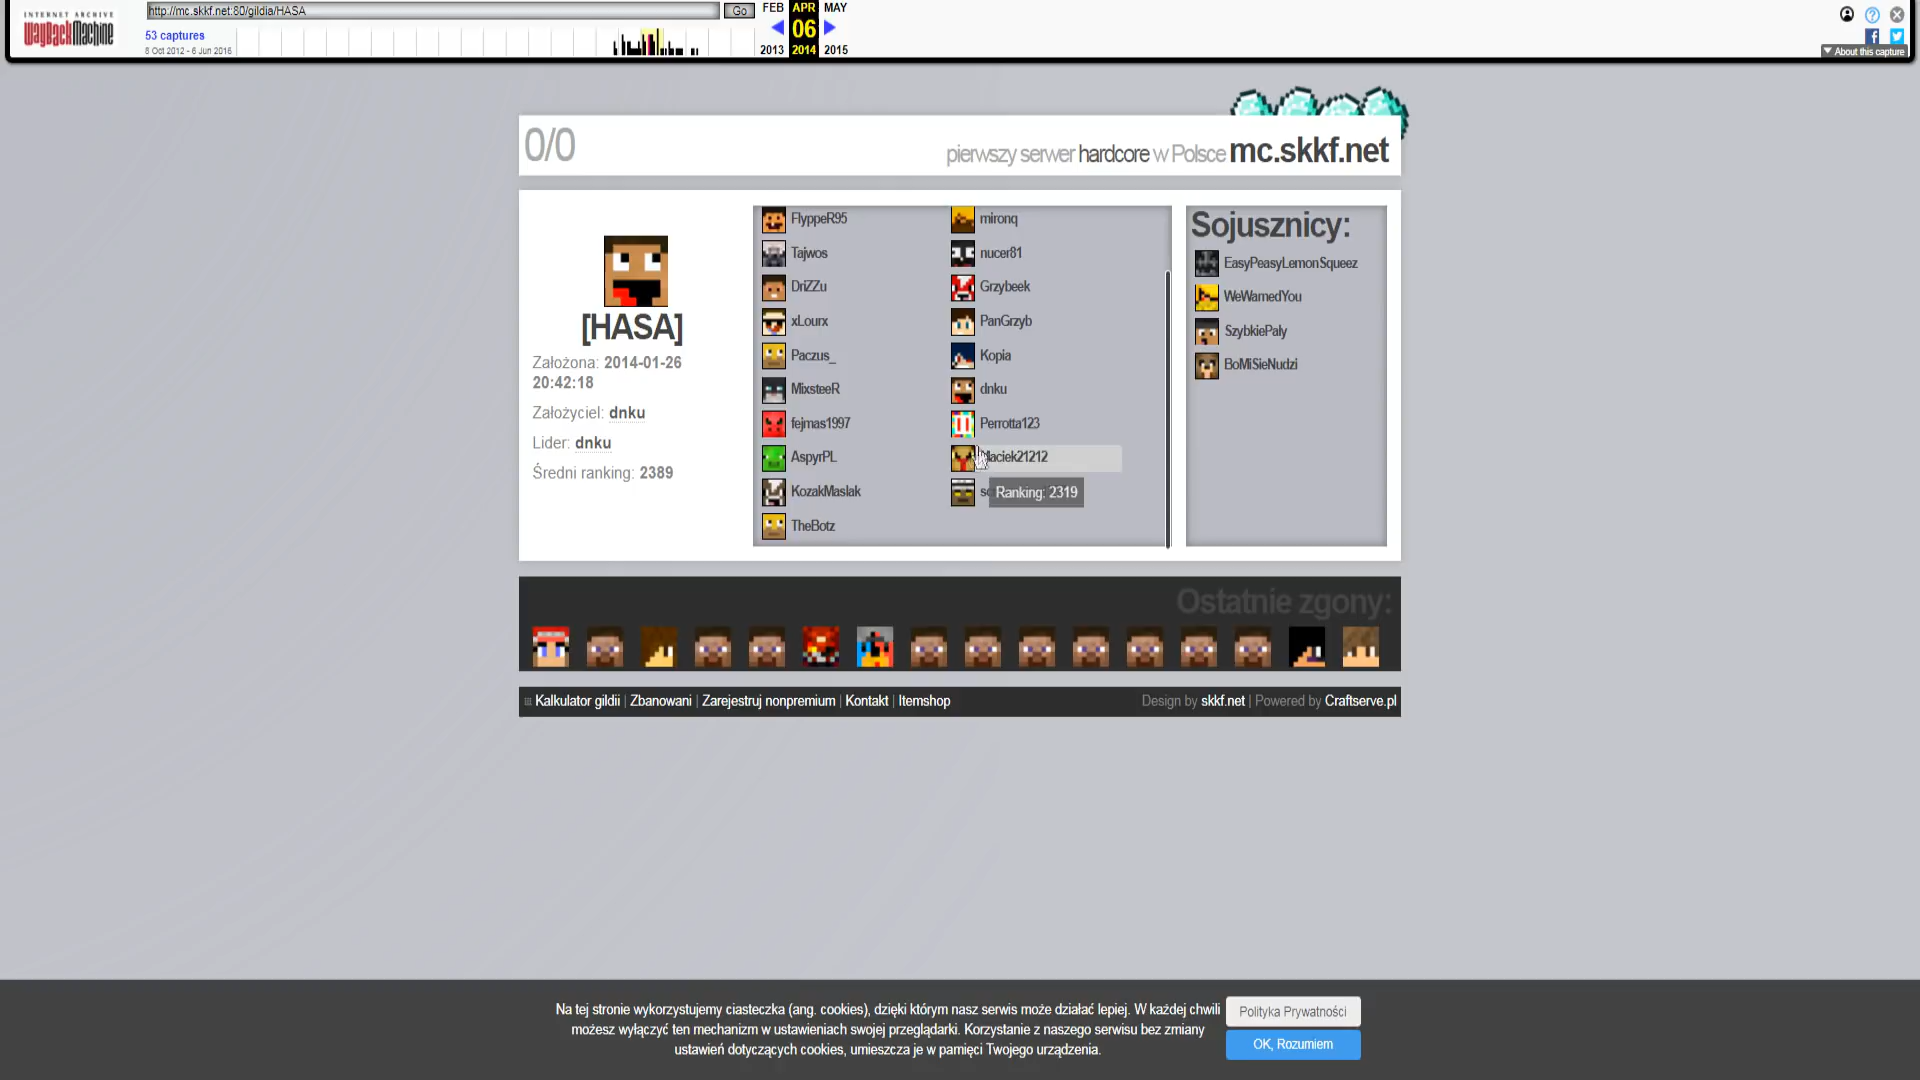 INTERNET ARCHIVE
WayBackMachine
http://mc.skkf.net:80/gildia/HASA
Go
FEB
APR
MAY
53 captures
8 Oct 2012 - 6 Jun 2016
06
2013
2014
2015
About this capture
0/0
pierwszy serwer hardcore w Polsce mc.skkf.net
[HASA]
Założona: 2014-01-26
20:42:18
Założyciel: dnku
Lider: dnku
Średni ranking: 2389
FlyppeR95
mironq
Tajwos
nucer81
DriZZu
Grzybeek
xLourx
PanGrzyb
Paczus_
Kopia
MixsteeR
dnku
fejmas1997
Perrotta123
AspyrPL
Maciek21212
KozakMaslak
Ranking: 2319
TheBotz
Sojusznicy:
EasyPeasyLemonSqueez
WeWarnedYou
SzybkiePaly
BoMiSieNudzi
Ostatnie zgony:
Kalkulator gildii | Zbanowani | Zarejestruj nonpremium | Kontakt | Itemshop
Design by skkf.net | Powered by Craftserve.pl
Na tej stronie wykorzystujemy ciasteczka (ang. cookies), dzięki którym nasz serwis może działać lepiej. W każdej chwili
możesz wyłączyć ten mechanizm w ustawieniach swojej przeglądarki. Korzystanie z naszego serwisu bez zmiany
ustawień dotyczących cookies, umieszcza je w pamięci Twojego urządzenia.
Polityka Prywatności
OK, Rozumiem